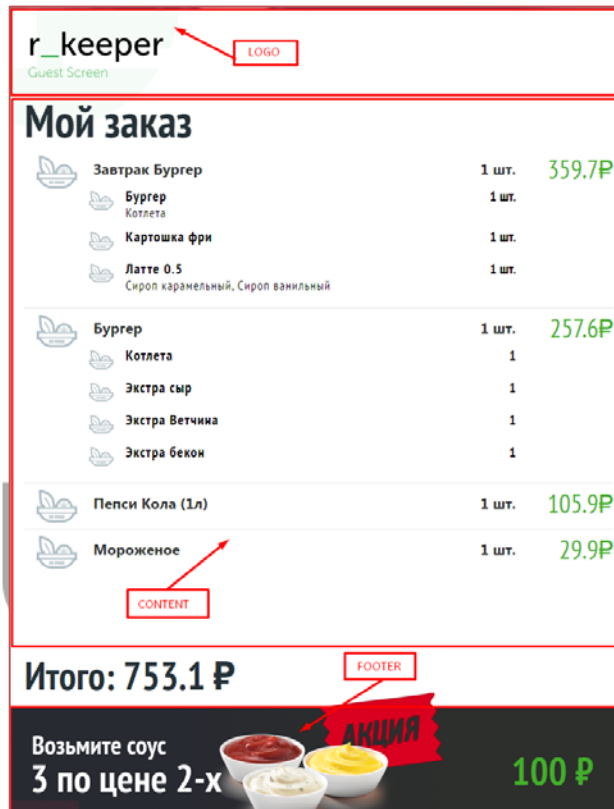 r_keeper
Guest Screen
LOGO
Мой заказ
Завтрак Бургер 1 шт. 359.7₽
Бургер 1 шт.
Котлета
Картошка фри 1 шт.
Латте 0.5 1 шт.
Сироп карамельный, Сироп ванильный
Бургер 1 шт. 257.6₽
Котлета 1
Экстра сыр 1
Экстра Ветчина 1
Экстра бекон 1
Пепси Кола (1л) 1 шт. 105.9₽
Мороженое 1 шт. 29.9₽
CONTENT
Итого: 753.1 ₽
FOOTER
АКЦИЯ
Возьмите соус
3 по цене 2-х
100 ₽